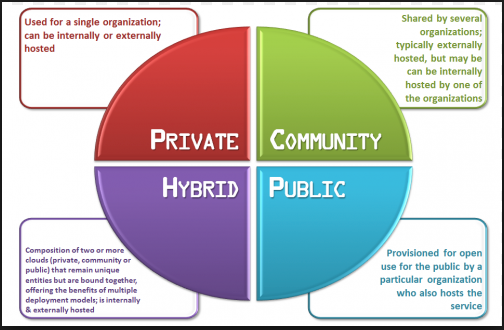 Used for a single organization;
can be internally or externally
hosted
Shared by several
organizations;
typically externally
hosted, but may be
can be internally
hosted by one of
the organizations
PRIVATE
COMMUNITY
HYBRID
PUBLIC
Composition of two or more
clouds (private, community or
public) that remain unique
entities but are bound together,
offering the benefits of multiple
deployment models; is internally
& externally hosted
Provisioned for open
use for the public by a
particular organization
who also hosts the
service